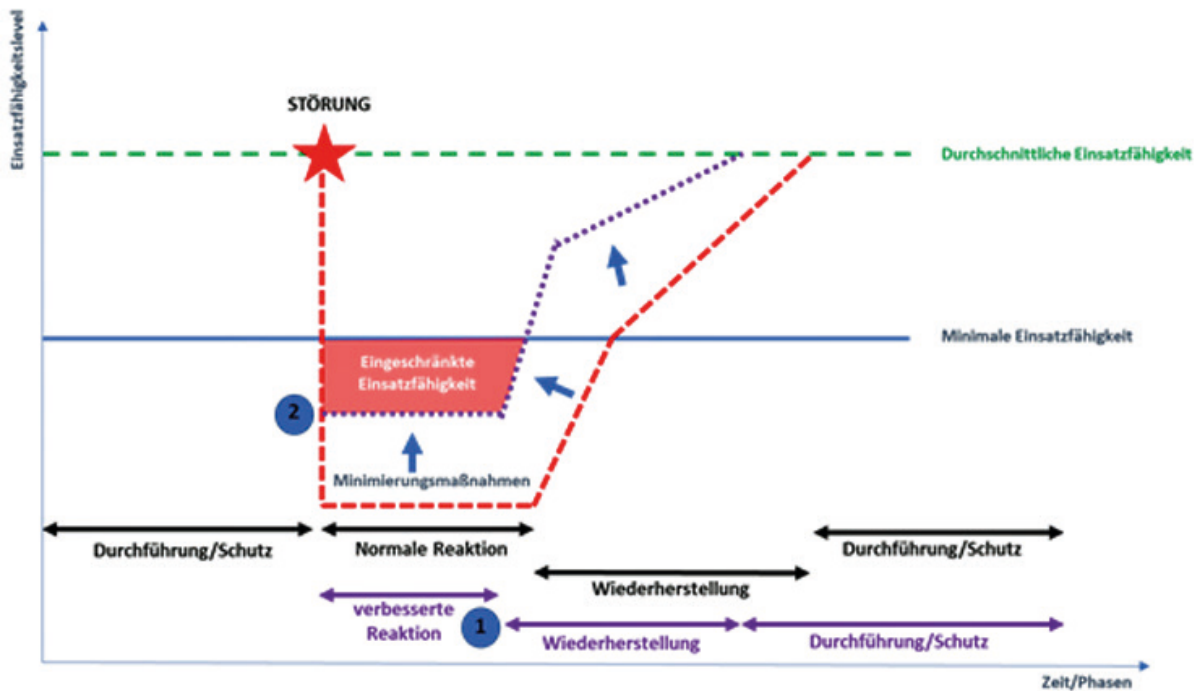 Einsatzfähigkeitslevel
STÖRUNG
Durchschnittliche Einsatzfähigkeit
Minimale Einsatzfähigkeit
Eingeschränkte
Einsatzfähigkeit
2
Minimierungsmaßnahmen
Durchführung/Schutz
Normale Reaktion
Durchführung/Schutz
Wiederherstellung
verbesserte
Reaktion
1
Wiederherstellung
Durchführung/Schutz
Zeit/Phasen